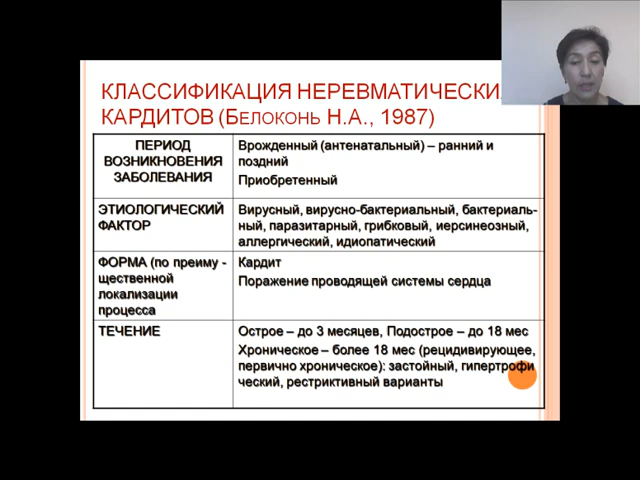 КЛАССИФИКАЦИЯ НЕРЕВМАТИЧЕСКИ
КАРДИТОВ (БЕЛОКОНЬ Н.А., 1987)
ПЕРИОД
ВОЗНИКНОВЕНИЯ
ЗАБОЛЕВАНИЯ
Врожденный (антенатальный) – ранний и
поздний
Приобретенный
ЭТИОЛОГИЧЕСКИЙ
ФАКТОР
Вирусный, вирусно-бактериальный, бактериаль-
ный, паразитарный, грибковый, иерсинеозный,
аллергический, идиопатический
ФОРМА (по преиму -
щественной
локализации
процесса
Кардит
Поражение проводящей системы сердца
ТЕЧЕНИЕ
Острое – до 3 месяцев, Подострое – до 18 мес
Хроническое – более 18 мес (рецидивирующее,
первично хроническое): застойный, гипертрофи
ческий, рестриктивный варианты